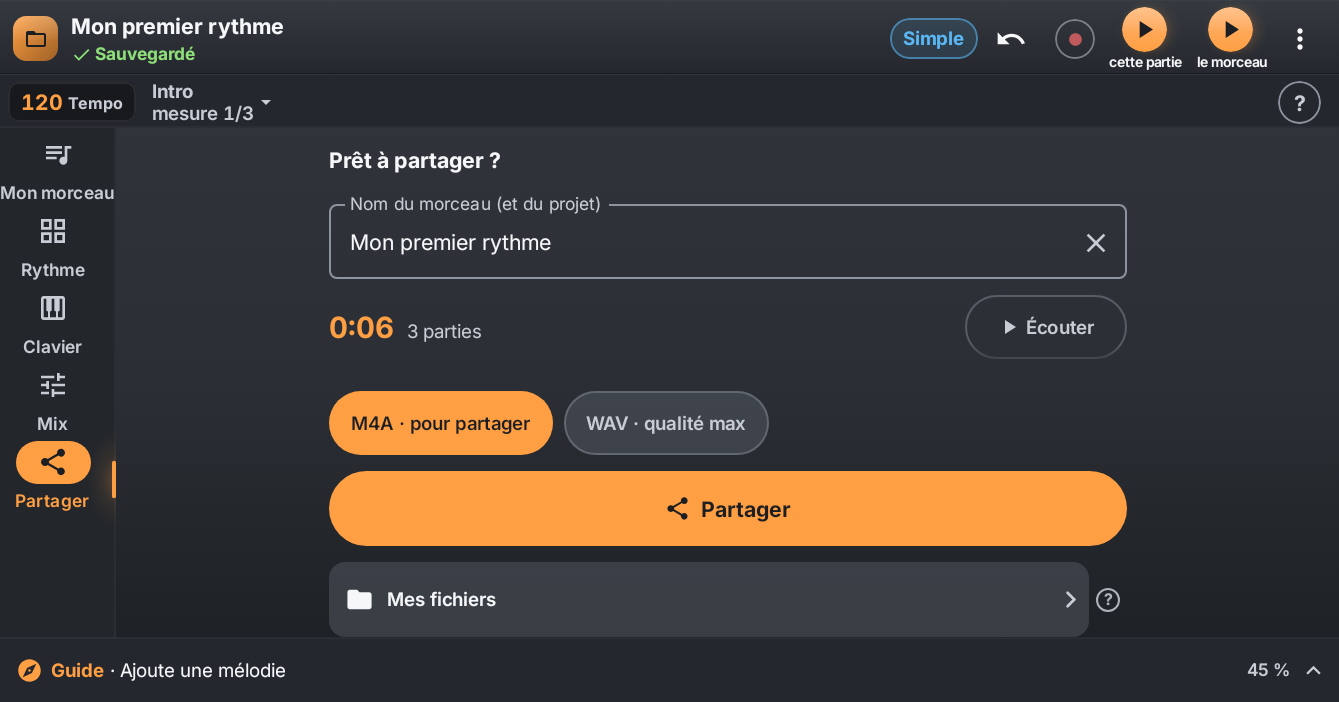 Mon premier rythme
Sauvegardé
Simple
cette partie
le morceau
120 Tempo
Intro
mesure 1/3
?
Mon morceau
Rythme
Clavier
Mix
Partager
Prêt à partager ?
Nom du morceau (et du projet)
Mon premier rythme
0:06 3 parties
Écouter
M4A · pour partager
WAV · qualité max
Partager
Mes fichiers
?
Guide · Ajoute une mélodie
45 %